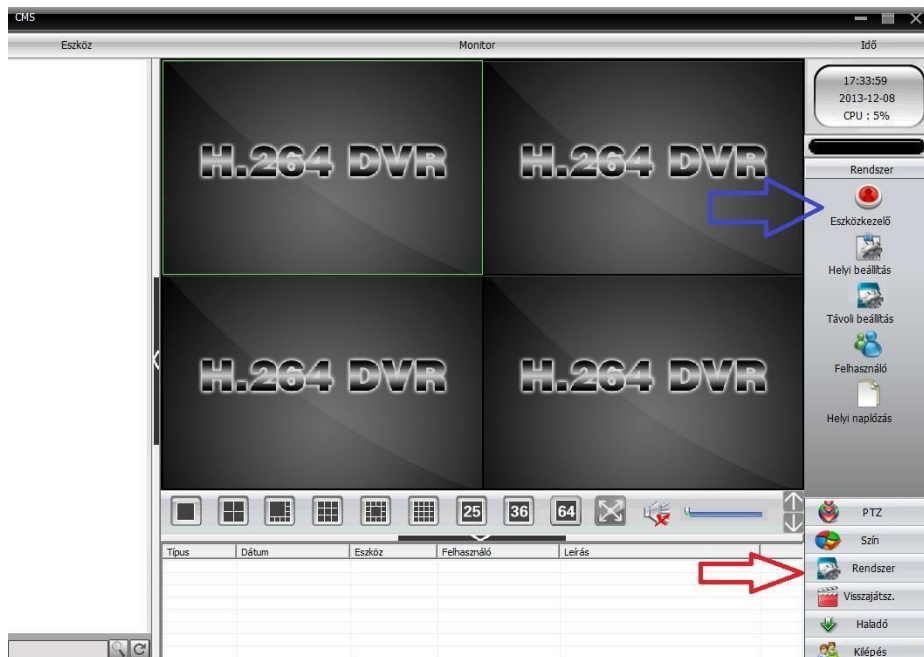 CMS
Eszköz
Monitor
Idő
17:33:59
2013-12-08
CPU : 5%
Rendszer
Eszközkezelő
Helyi beállítás
Távoli beállítás
Felhasználó
Helyi naplózás
H.264 DVR
H.264 DVR
H.264 DVR
H.264 DVR
25 36 64
PTZ
Szín
Rendszer
Visszajátsz.
Haladó
Kilépés
Típus Dátum Eszköz Felhasználó Leírás